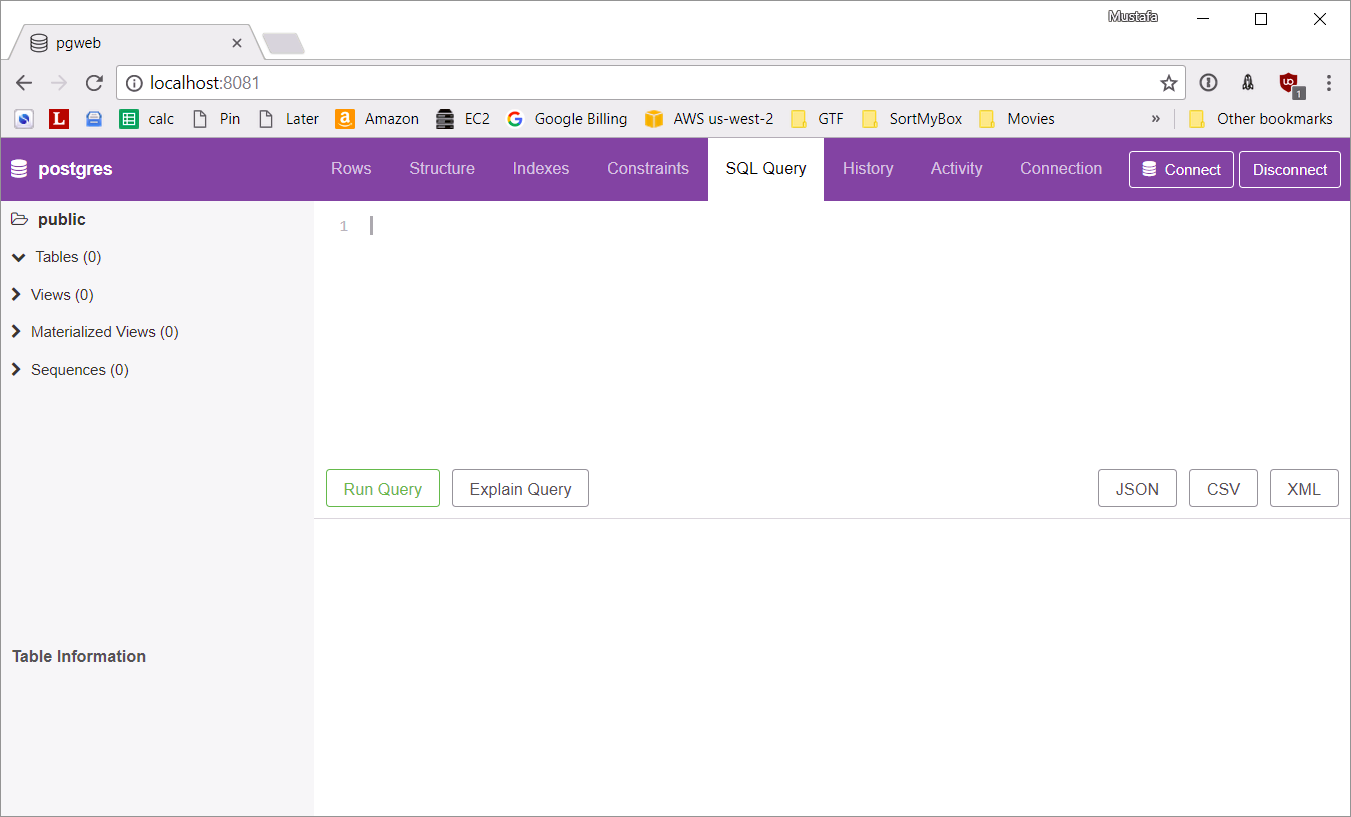 Mustafa
pgweb
localhost:8081
1
L calc Pin Later a Amazon EC2 G Google Billing AWS us-west-2 GTF SortMyBox Movies » Other bookmarks
postgres Rows Structure Indexes Constraints SQL Query History Activity Connection Connect Disconnect
public
1
Tables (0)
Views (0)
Materialized Views (0)
Sequences (0)
Run Query Explain Query JSON CSV XML
Table Information